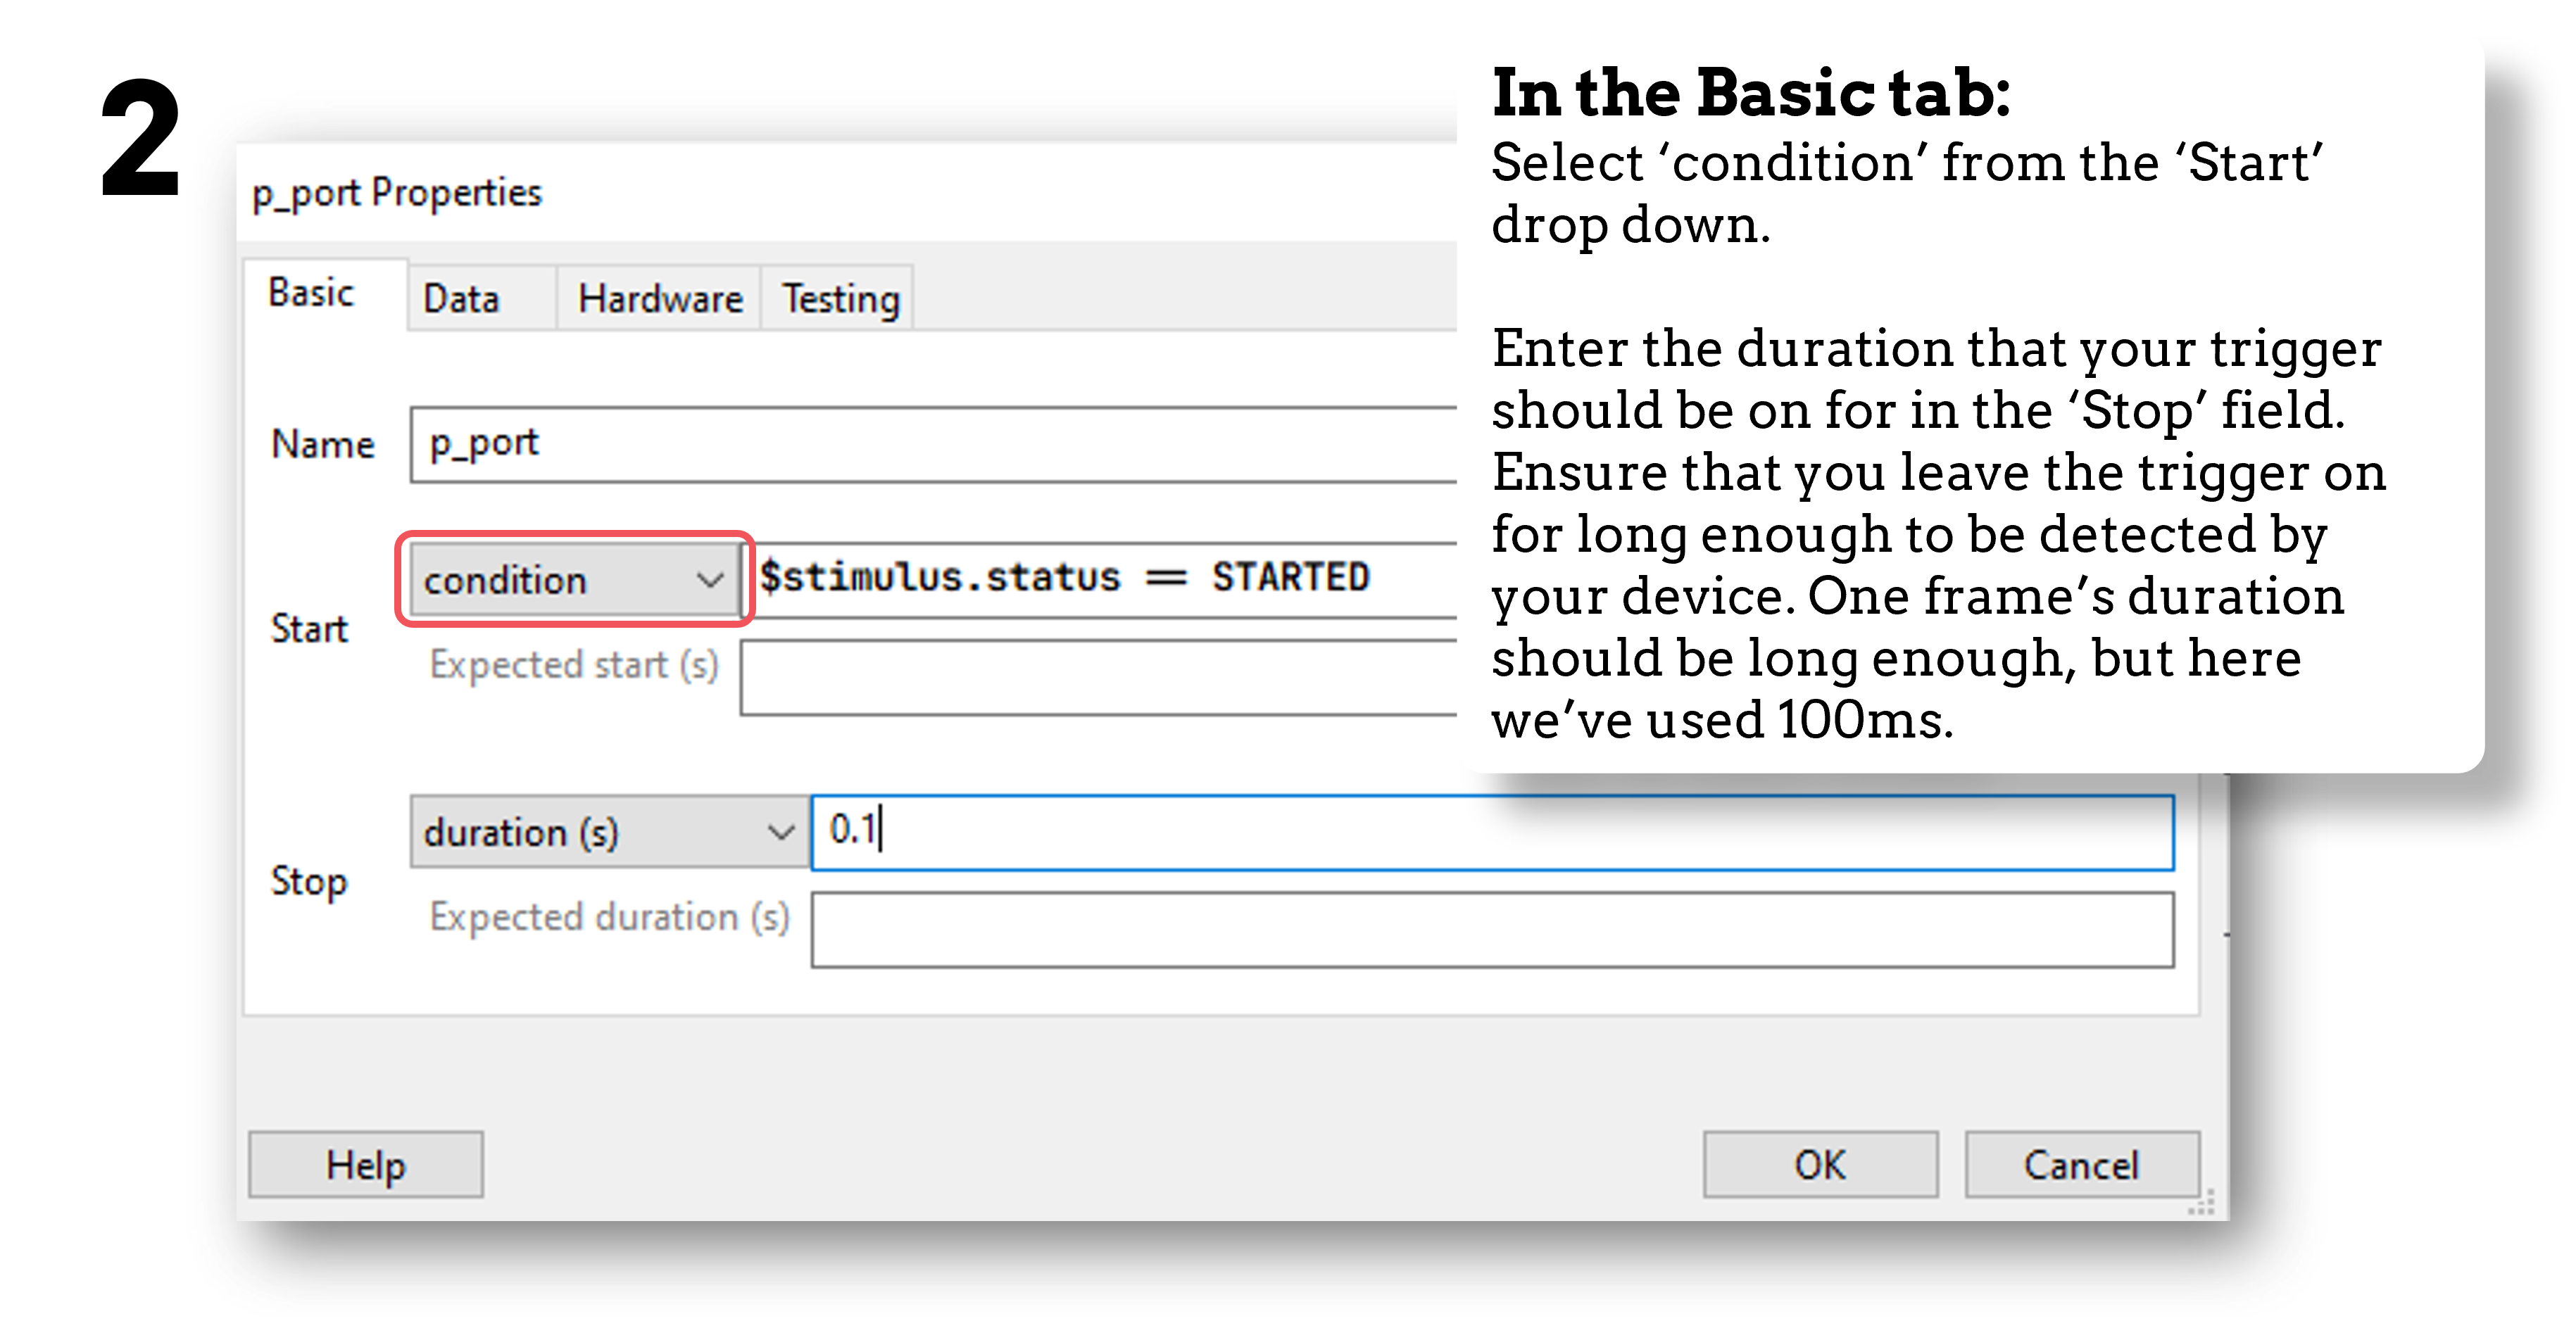 2
In the Basic tab:
Select ‘condition’ from the ‘Start’
drop down.
Enter the duration that your trigger
should be on for in the ‘Stop’ field.
Ensure that you leave the trigger on
for long enough to be detected by
your device. One frame’s duration
should be long enough, but here
we’ve used 100ms.
p_port Properties
Basic Data Hardware Testing
Name p_port
condition $stimulus.status == STARTED
Start
Expected start (s)
duration (s) 0.1
Stop
Expected duration (s)
Help OK Cancel